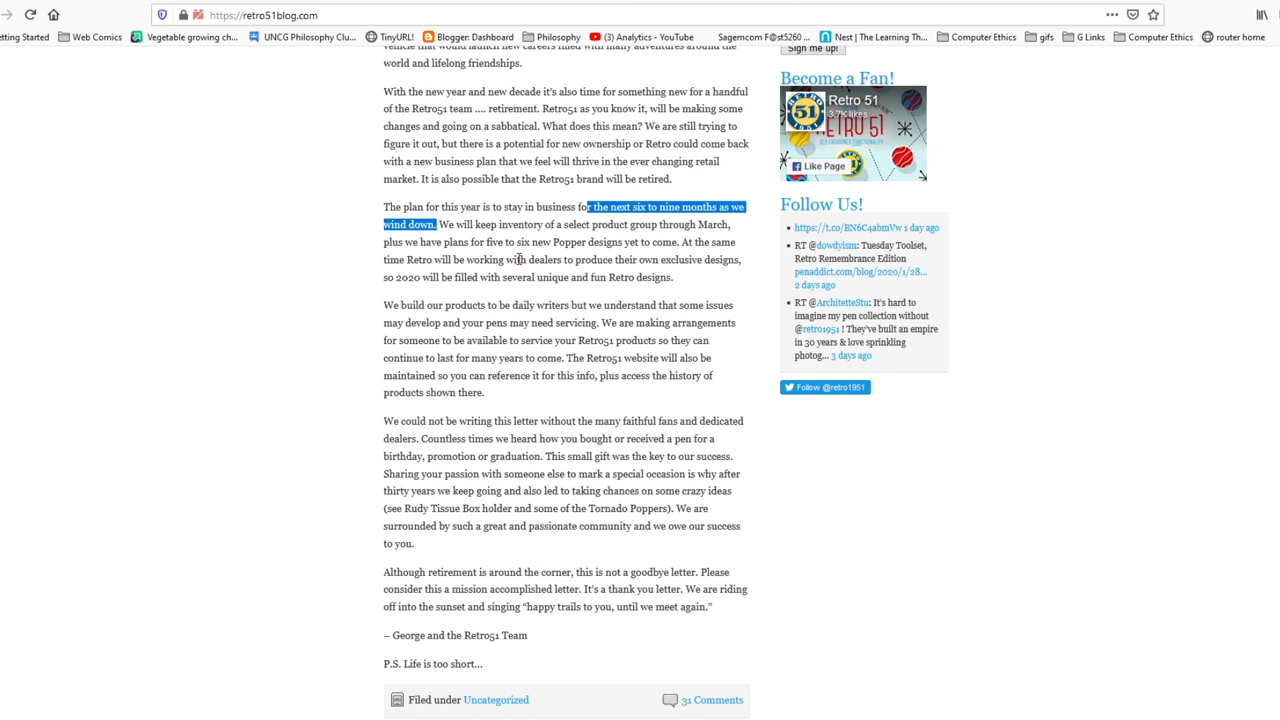 https://retro51blog.com
etting Started
Web Comics
Vegetable growing ch...
UNCG Philosophy Clu...
TinyURL!
Blogger: Dashboard
Philosophy
(3) Analytics - YouTube
Sagemcom F@st5260 ...
Nest | The Learning Th...
Computer Ethics
gifs
G Links
Computer Ethics
router home
vehicle that would launch new careers filled with many adventures around the
world and lifelong friendships.
With the new year and new decade it's also time for something new for a handful
of the Retro51 team .... retirement. Retro51 as you know it, will be making some
changes and going on a sabbatical. What does this mean? We are still trying to
figure it out, but there is a potential for new ownership or Retro could come back
with a new business plan that we feel will thrive in the ever changing retail
market. It is also possible that the Retro51 brand will be retired.
The plan for this year is to stay in business for the next six to nine months as we
wind down. We will keep inventory of a select product group through March,
plus we have plans for five to six new Popper designs yet to come. At the same
time Retro will be working with dealers to produce their own exclusive designs,
so 2020 will be filled with several unique and fun Retro designs.
We build our products to be daily writers but we understand that some issues
may develop and your pens may need servicing. We are making arrangements
for someone to be available to service your Retro51 products so they can
continue to last for many years to come. The Retro51 website will also be
maintained so you can reference it for this info, plus access the history of
products shown there.
We could not be writing this letter without the many faithful fans and dedicated
dealers. Countless times we heard how you bought or received a pen for a
birthday, promotion or graduation. This small gift was the key to our success.
Sharing your passion with someone else to mark a special occasion is why after
thirty years we keep going and also led to taking chances on some crazy ideas
(see Rudy Tissue Box holder and some of the Tornado Poppers). We are
surrounded by such a great and passionate community and we owe our success
to you.
Although retirement is around the corner, this is not a goodbye letter. Please
consider this a mission accomplished letter. It's a thank you letter. We are riding
off into the sunset and singing "happy trails to you, until we meet again."
– George and the Retro51 Team
P.S. Life is too short...
Filed under Uncategorized
31 Comments
Sign me up!
Become a Fan!
RETRO
51
1951
Retro 51
3.7K likes
RETRO 51
OLD FASHIONED FUNCTIONALITY
Like Page
Follow Us!
https://t.co/BN6C4abmVw 1 day ago
RT @dowdyism: Tuesday Toolset,
Retro Remembrance Edition
penaddict.com/blog/2020/1/28...
2 days ago
RT @ArchitetteStu: It's hard to
imagine my pen collection without
@retro1951 ! They've built an empire
in 30 years & love sprinkling
photog... 3 days ago
Follow @retro1951